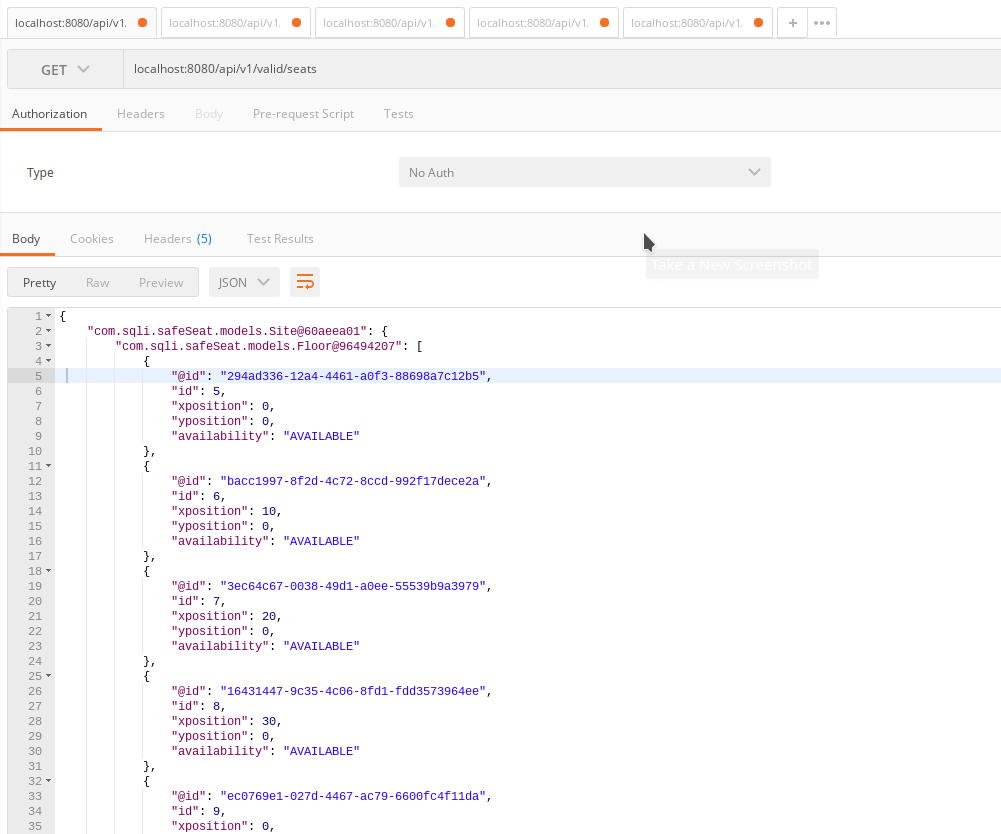 localhost:8080/api/v1. localhost:8080/api/v1. localhost:8080/api/v1. localhost:8080/api/v1. localhost:8080/api/v1. + •••
GET localhost:8080/api/v1/valid/seats
Authorization Headers Body Pre-request Script Tests
Type No Auth
Body Cookies Headers (5) Test Results
Take a New Screenshot
Pretty Raw Preview JSON
1 {
2 "com.sqli.safeSeat.models.Site@60aeea01": {
3 "com.sqli.safeSeat.models.Floor@96494207": [
4 {
5 "@id": "294ad336-12a4-4461-a0f3-88698a7c12b5",
6 "id": 5,
7 "xposition": 0,
8 "yposition": 0,
9 "availability": "AVAILABLE"
10 },
11 {
12 "@id": "bacc1997-8f2d-4c72-8ccd-992f17dece2a",
13 "id": 6,
14 "xposition": 10,
15 "yposition": 0,
16 "availability": "AVAILABLE"
17 },
18 {
19 "@id": "3ec64c67-0038-49d1-a0ee-55539b9a3979",
20 "id": 7,
21 "xposition": 20,
22 "yposition": 0,
23 "availability": "AVAILABLE"
24 },
25 {
26 "@id": "16431447-9c35-4c06-8fd1-fdd3573964ee",
27 "id": 8,
28 "xposition": 30,
29 "yposition": 0,
30 "availability": "AVAILABLE"
31 },
32 {
33 "@id": "ec0769e1-027d-4467-ac79-6600fc4f11da",
34 "id": 9,
35 "xposition": 0,